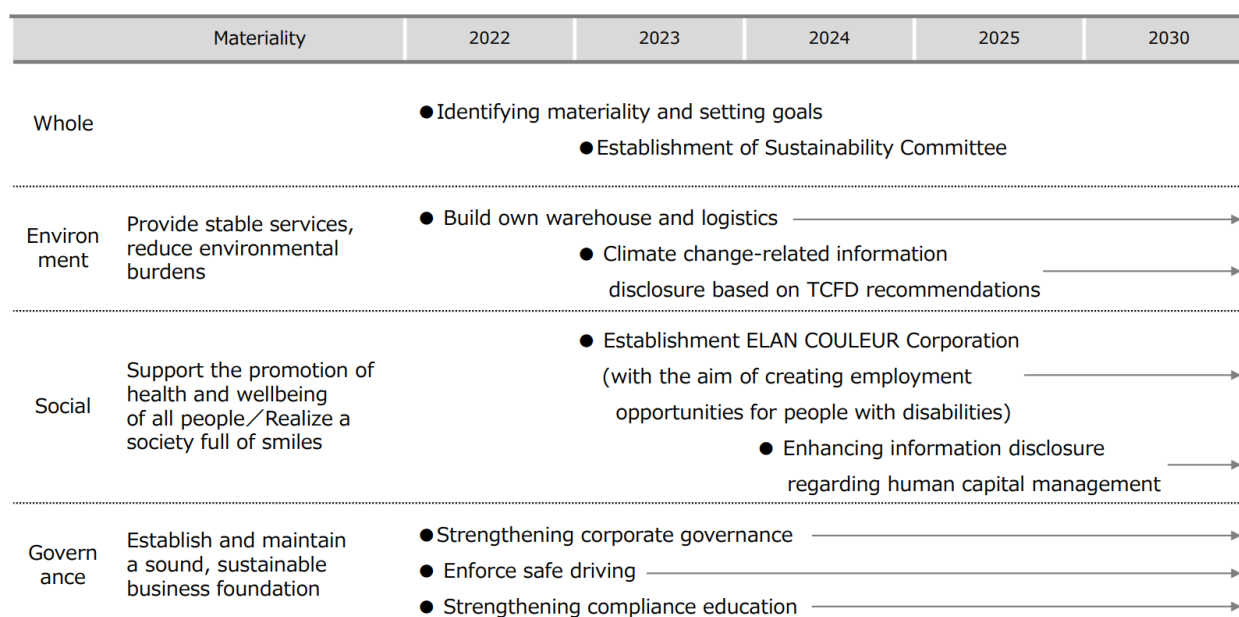 Materiality 2022 2023 2024 2025 2030
Whole
●Identifying materiality and setting goals
●Establishment of Sustainability Committee
Environ
ment
Provide stable services,
reduce environmental
burdens
● Build own warehouse and logistics
● Climate change-related information
disclosure based on TCFD recommendations
Social
Support the promotion of
health and wellbeing
of all people／Realize a
society full of smiles
● Establishment ELAN COULEUR Corporation
(with the aim of creating employment
opportunities for people with disabilities)
● Enhancing information disclosure
regarding human capital management
Govern
ance
Establish and maintain
a sound, sustainable
business foundation
●Strengthening corporate governance
● Enforce safe driving
● Strengthening compliance education